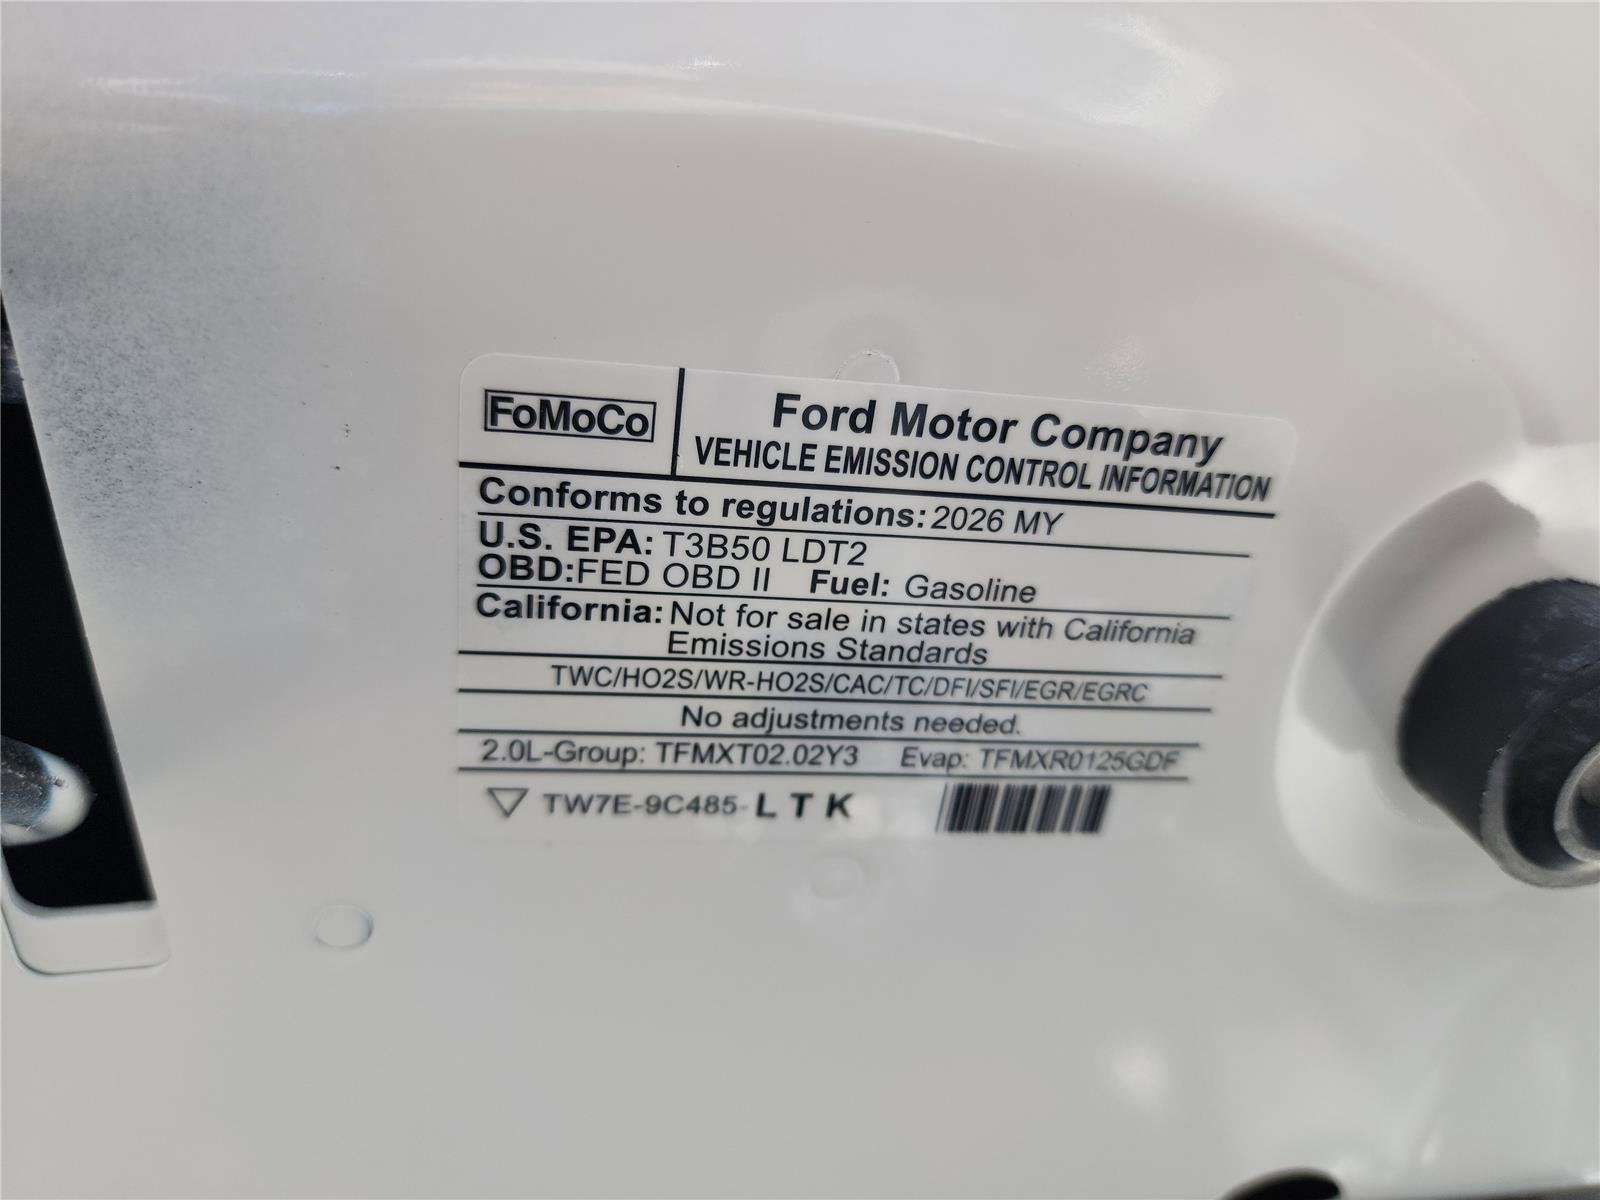 FoMoCo
Ford Motor Company
VEHICLE EMISSION CONTROL INFORMATION
Conforms to regulations: 2026 MY
U.S. EPA: T3B50 LDT2
OBD:FED OBD II Fuel: Gasoline
California: Not for sale in states with California
Emissions Standards
TWC/HO2S/WR-HO2S/CAC/TC/DFI/SFI/EGR/EGRC
No adjustments needed.
2.0L-Group: TFMXT02.02Y3 Evap: TFMXR0125GDF
TW7E-9C485- L T K